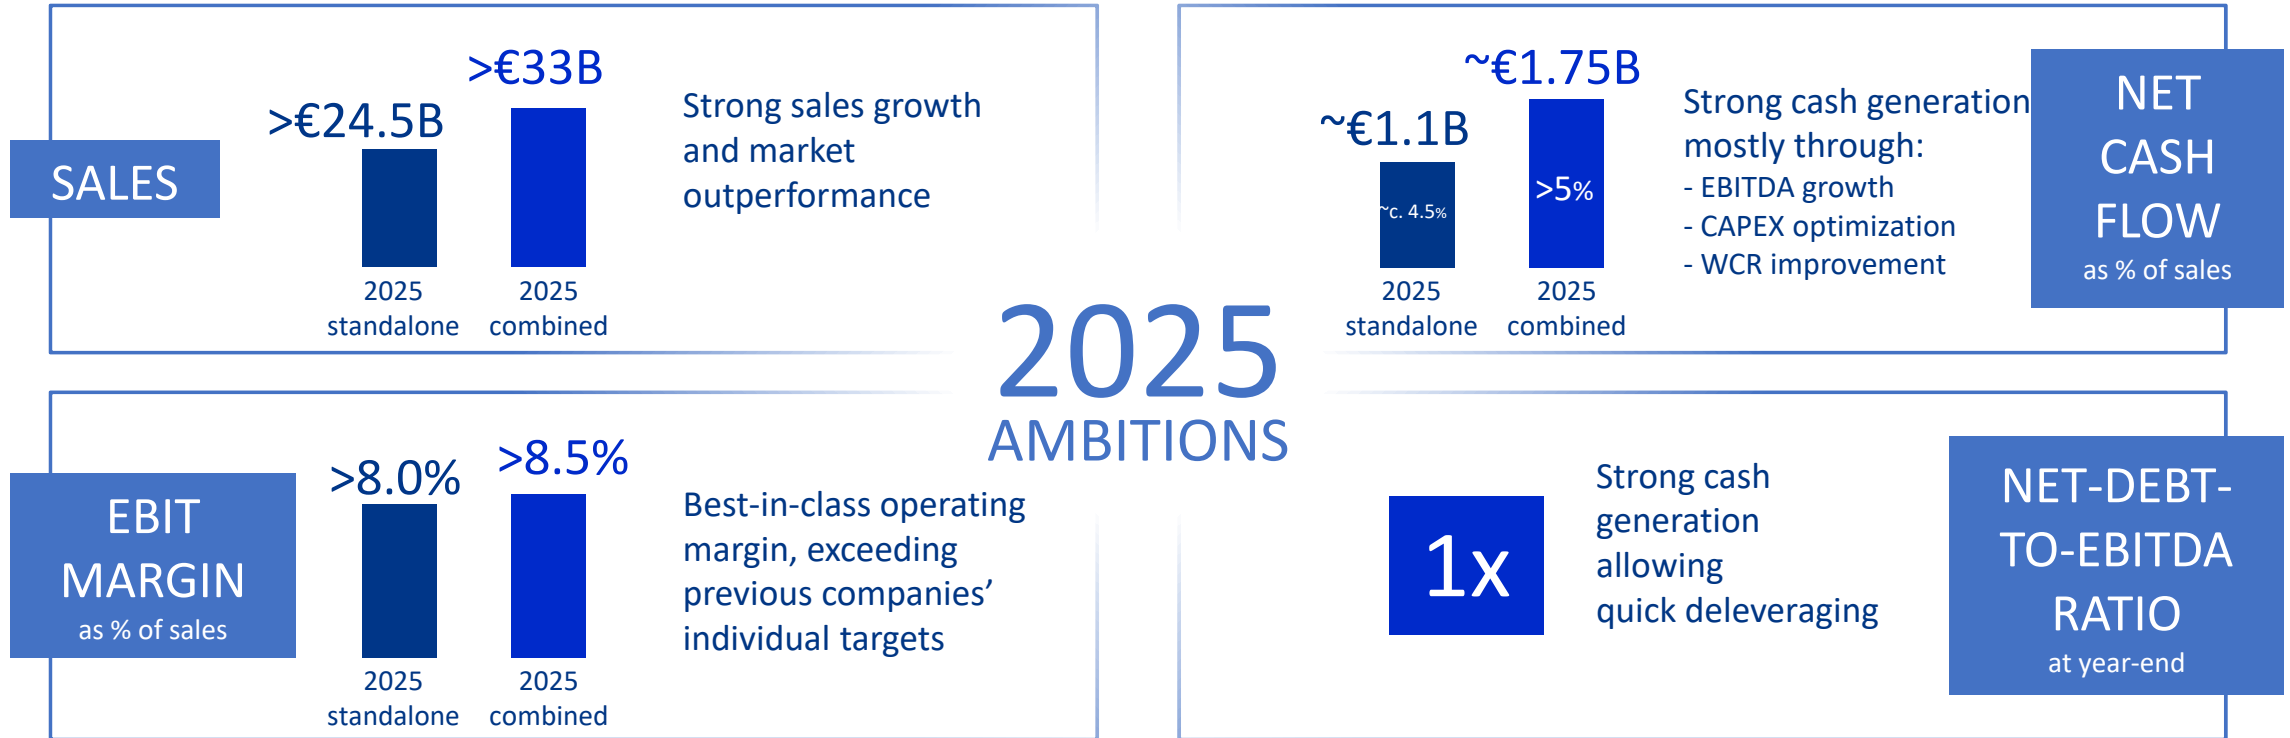 SALES
>€24.5B
>€33B
2025
standalone
2025
combined
Strong sales growth
and market
outperformance
~€1.1B
~€1.75B
~c. 4.5%
>5%
2025
standalone
2025
combined
Strong cash generation
mostly through:
- EBITDA growth
- CAPEX optimization
- WCR improvement
NET
CASH
FLOW
as % of sales
2025
AMBITIONS
EBIT
MARGIN
as % of sales
>8.0%
>8.5%
2025
standalone
2025
combined
Best-in-class operating
margin, exceeding
previous companies’
individual targets
1x
Strong cash
generation
allowing
quick deleveraging
NET-DEBT-
TO-EBITDA
RATIO
at year-end